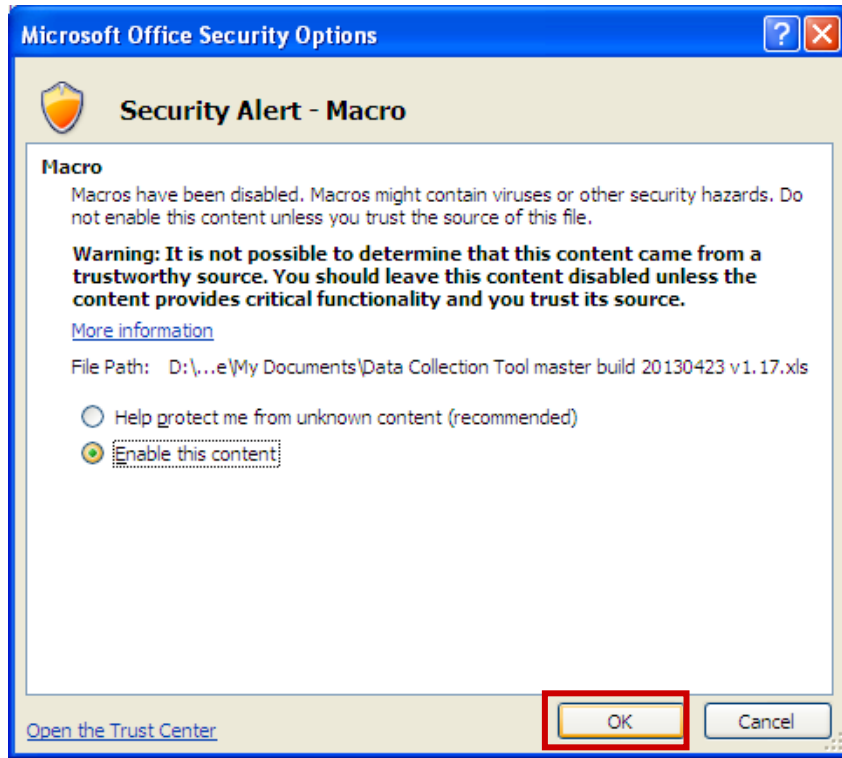 Microsoft Office Security Options
Security Alert - Macro
Macro
Macros have been disabled. Macros might contain viruses or other security hazards. Do
not enable this content unless you trust the source of this file.
Warning: It is not possible to determine that this content came from a
trustworthy source. You should leave this content disabled unless the
content provides critical functionality and you trust its source.
More information
File Path: D:\...e\My Documents\Data Collection Tool master build 20130423 v1.17.xls
Help protect me from unknown content (recommended)
Enable this content
Open the Trust Center
OK
Cancel